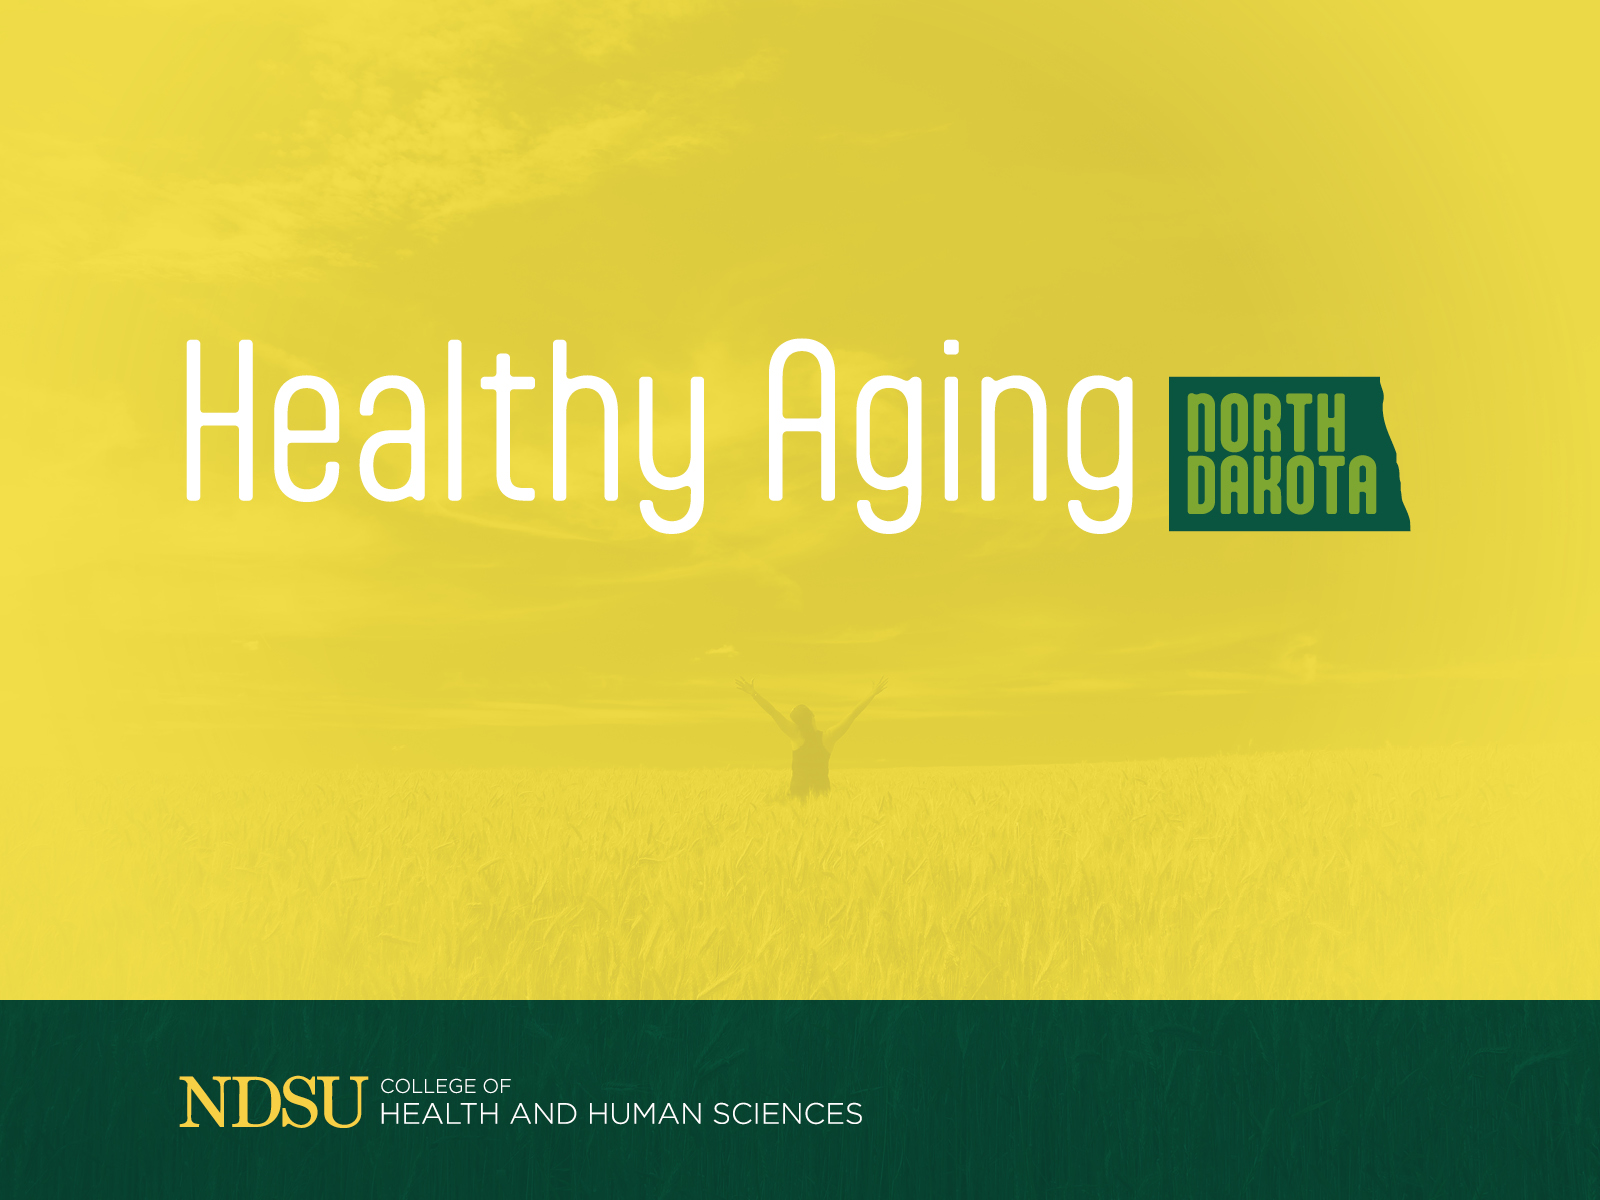 Healthy Aging
NORTH
DAKOTA
NDSU
COLLEGE OF
HEALTH AND HUMAN SCIENCES